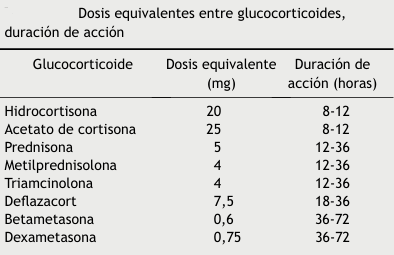 Dosis equivalentes entre glucocorticoides,
duración de acción
Glucocorticoide Dosis equivalente Duración de
(mg) acción (horas)
Hidrocortisona 20 8-12
Acetato de cortisona 25 8-12
Prednisona 5 12-36
Metilprednisolona 4 12-36
Triamcinolona 4 12-36
Deflazacort 7,5 18-36
Betametasona 0,6 36-72
Dexametasona 0,75 36-72